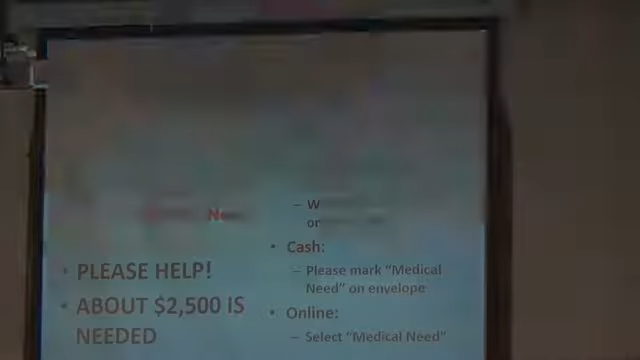 PLEASE HELP!
ABOUT $2,500 IS
NEEDED
Cash:
– Please mark "Medical
Need" on envelope
Online:
– Select "Medical Need"